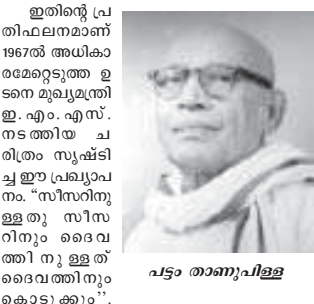 ഇതിന്റെ പ്ര
തിഫലനമാണ്
1967ൽ അധികാ
രമേറ്റെടുത്ത ഉ
ടനെ മുഖ്യമന്ത്രി
ഇ. എം. എസ്.
നടത്തിയ ച
രിത്രം സൃഷ്ടി
ച്ച ഈ പ്രഖ്യാപ
നം. “സീസറിനു
ള്ളതു സീസ
റിനും ദൈവ
ത്തി നു ള്ളത്
ദൈവത്തിനും
കൊടു ക്കും’’.
പട്ടം താണുപിള്ള